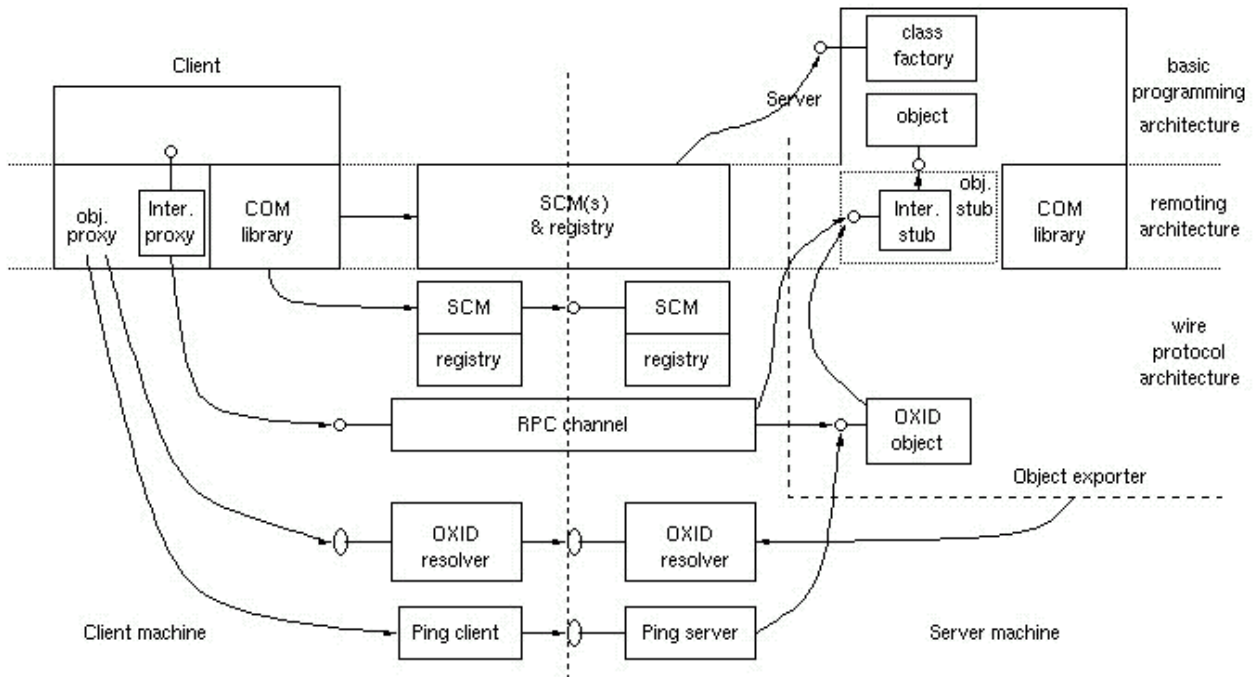 Client
class
factory
basic
programming
architecture
Server
object
obj.
proxy
Inter.
proxy
COM
library
SCM(s)
& registry
obj.
stub
Inter.
stub
COM
library
remoting
architecture
SCM
registry
SCM
registry
wire
protocol
architecture
RPC channel
OXID
object
Object exporter
OXID
resolver
OXID
resolver
Client machine
Ping client
Ping server
Server machine